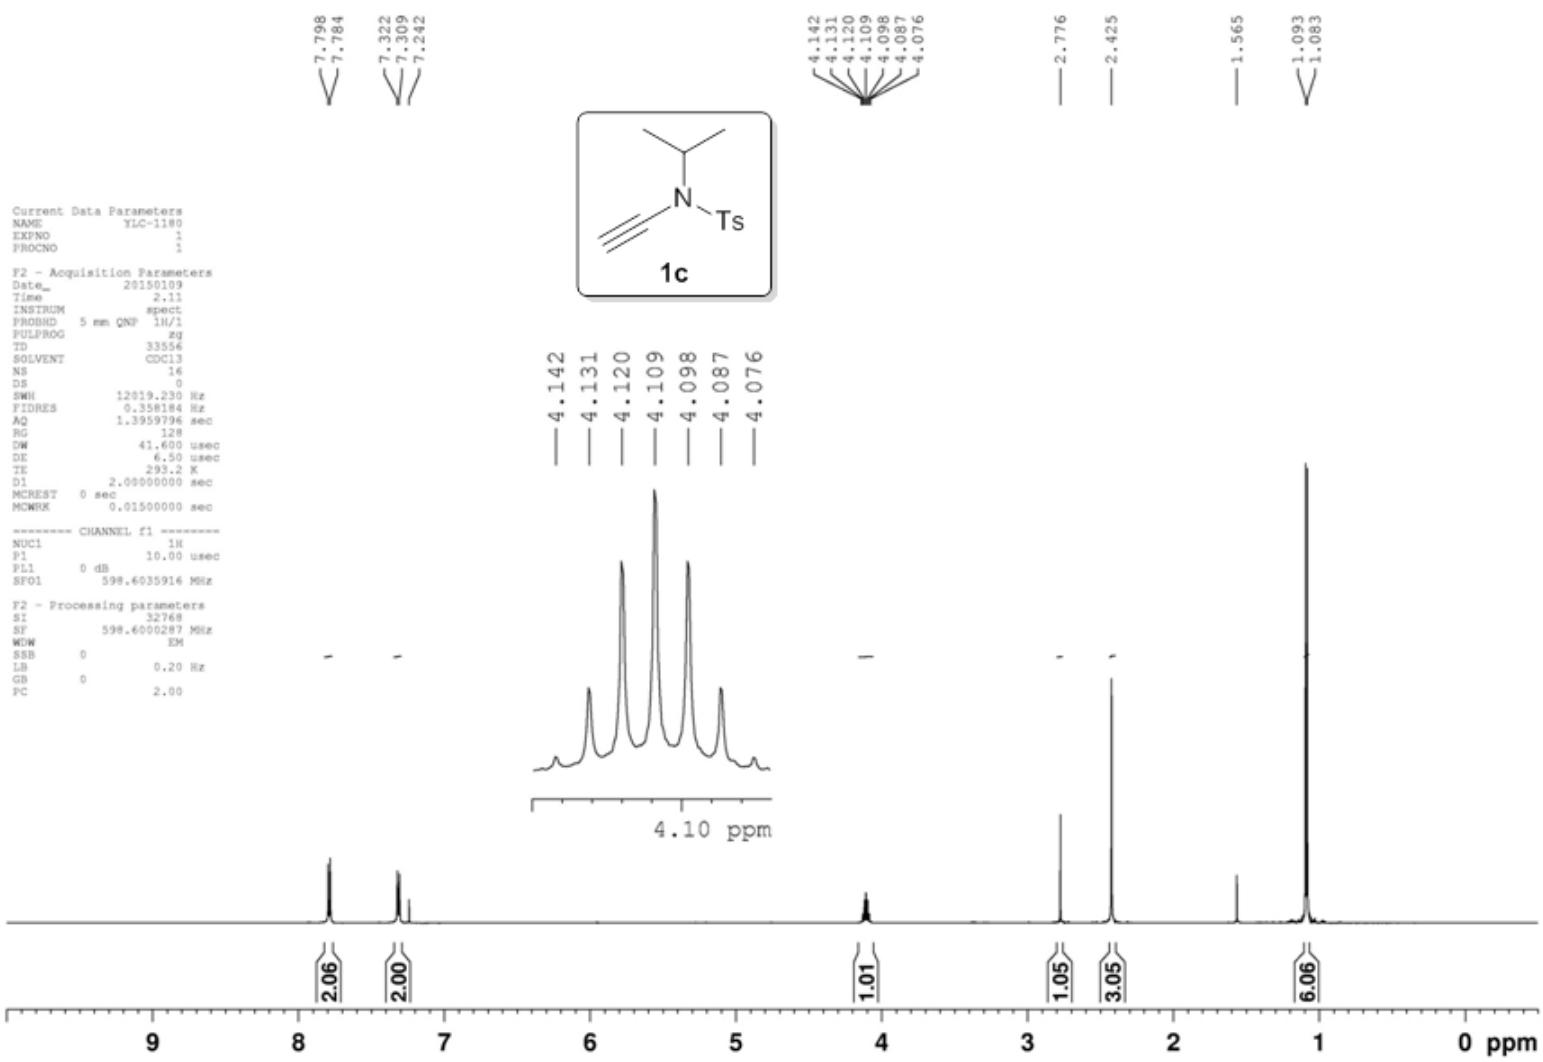 7.798
7.784
7.322
7.309
7.242
4.142
4.131
4.120
4.109
4.098
4.087
4.076
2.776
2.425
1.565
1.093
1.083
N
Ts
1c
Current Data Parameters
NAME YLC-1180
EXPNO 1
PROCNO 1
F2 - Acquisition Parameters
Date_ 20150109
Time 2.11
INSTRUM spect
PROBHD 5 mm QNP 1H/1
PULPROG zg
TD 33556
SOLVENT CDCl3
NS 16
DS 0
SWH 12019.230 Hz
FIDRES 0.358184 Hz
AQ 1.3959796 sec
RG 128
DW 41.600 usec
DE 6.50 usec
TE 293.2 K
D1 2.00000000 sec
MCREST 0 sec
MCWRK 0.01500000 sec
======== CHANNEL f1 ========
NUC1 1H
P1 10.00 usec
PL1 0 dB
SFO1 598.6035916 MHz
F2 - Processing parameters
SI 32768
SF 598.6000287 MHz
WDW EM
SSB 0
LB 0.20 Hz
GB 0
PC 2.00
4.142
4.131
4.120
4.109
4.098
4.087
4.076
4.10 ppm
2.06
2.00
1.01
1.05
3.05
6.06
9 8 7 6 5 4 3 2 1 0 ppm